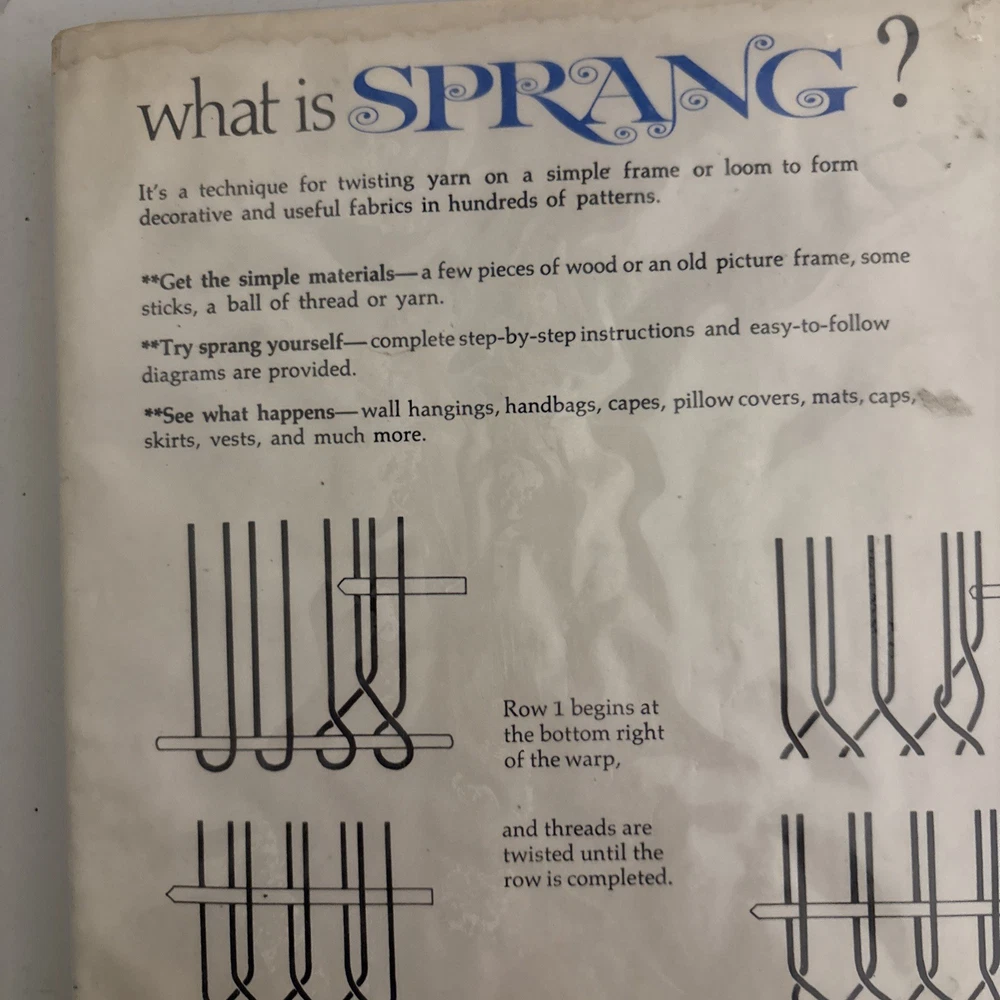 what is SPRANG ?
It's a technique for twisting yarn on a simple frame or loom to form
decorative and useful fabrics in hundreds of patterns.
**Get the simple materials—a few pieces of wood or an old picture frame, some
sticks, a ball of thread or yarn.
**Try sprang yourself—complete step-by-step instructions and easy-to-follow
diagrams are provided.
**See what happens—wall hangings, handbags, capes, pillow covers, mats, caps,
skirts, vests, and much more.
Row 1 begins at
the bottom right
of the warp,
and threads are
twisted until the
row is completed.